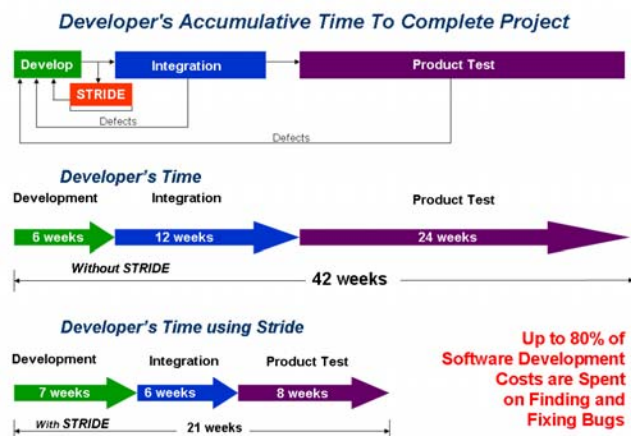 Developer's Accumulative Time To Complete Project
Develop
Integration
Product Test
STRIDE
Defects
Defects
Developer's Time
Development
Integration
Product Test
6 weeks
12 weeks
24 weeks
Without STRIDE
42 weeks
Developer's Time using Stride
Development
Integration
Product Test
7 weeks
6 weeks
8 weeks
With STRIDE
21 weeks
Up to 80% of
Software Development
Costs are Spent
on Finding and
Fixing Bugs